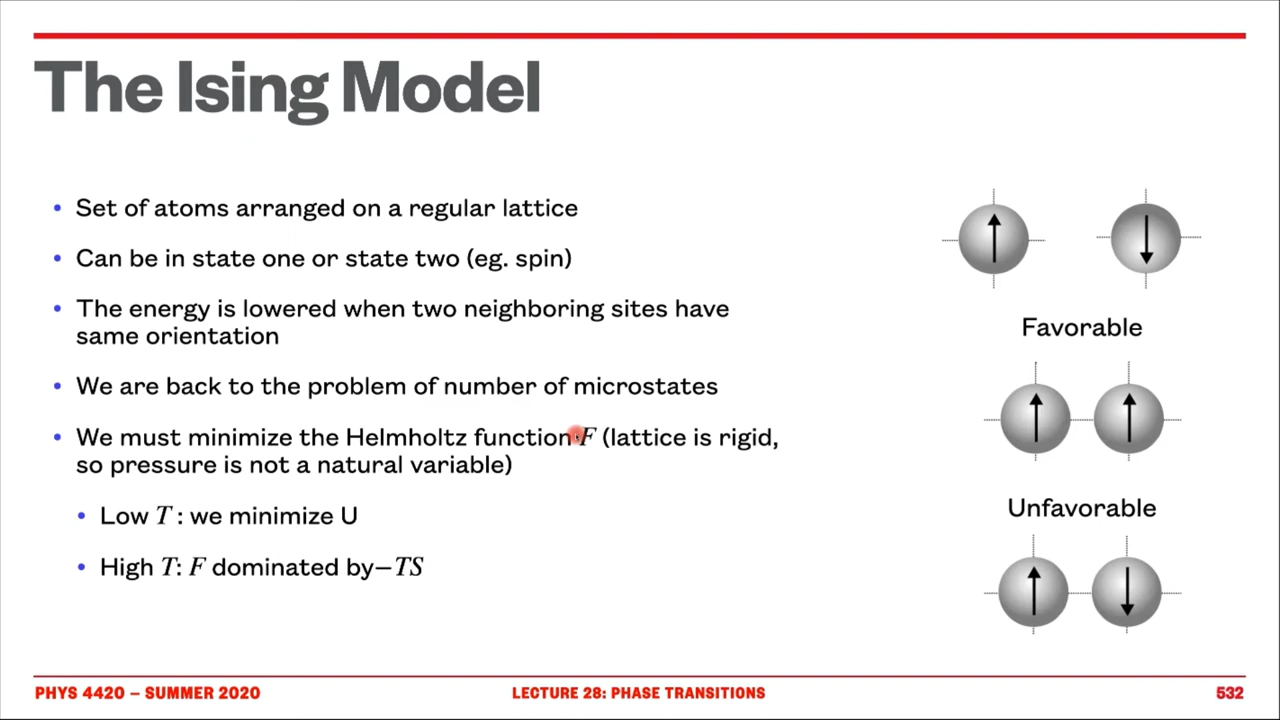 The Ising Model
• Set of atoms arranged on a regular lattice
• Can be in state one or state two (eg. spin)
• The energy is lowered when two neighboring sites have
same orientation
• We are back to the problem of number of microstates
• We must minimize the Helmholtz function F (lattice is rigid,
so pressure is not a natural variable)
• Low T : we minimize U
• High T: F dominated by−TS
Favorable
Unfavorable
PHYS 4420 – SUMMER 2020
LECTURE 28: PHASE TRANSITIONS
532